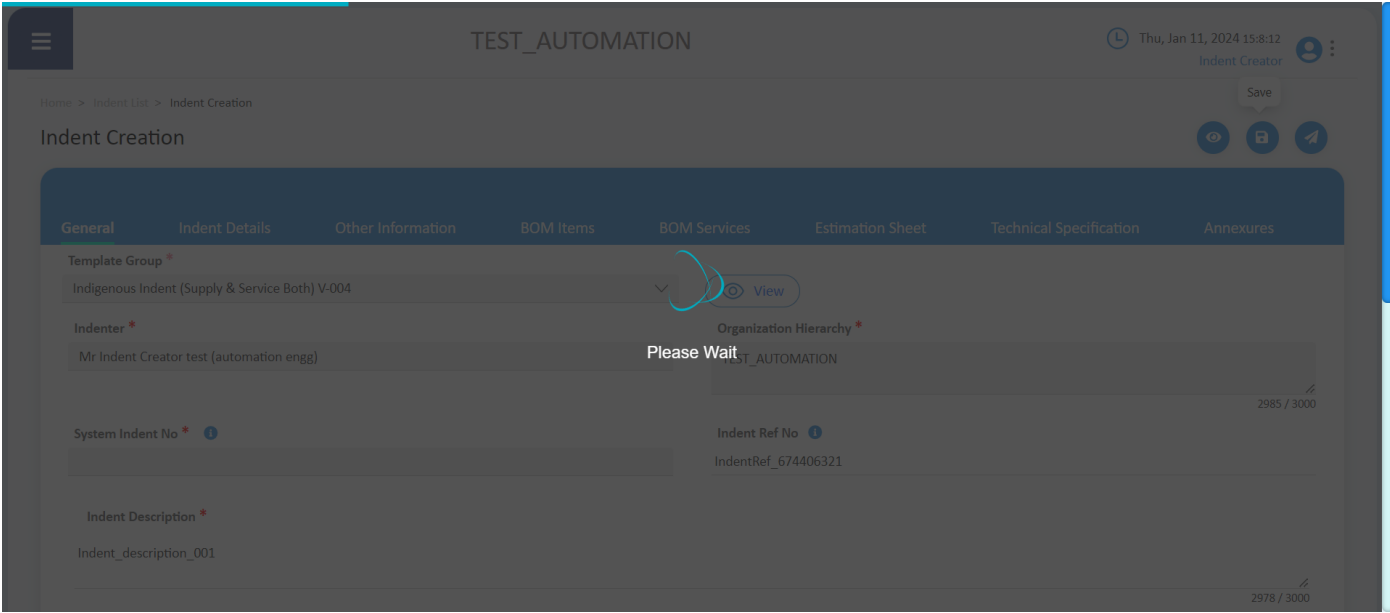 TEST_AUTOMATION
Thu, Jan 11, 2024 15:8:12
Indent Creator
Home > Indent List > Indent Creation
Save
Indent Creation
General Indent Details Other Information BOM Items BOM Services Estimation Sheet Technical Specification Annexures
Template Group *
Indigenous Indent (Supply & Service Both) V-004
View
Indenter *
Organization Hierarchy *
Mr Indent Creator test (automation engg)
Please Wait
TEST_AUTOMATION
2985 / 3000
System Indent No *
Indent Ref No
IndentRef_674406321
Indent Description *
Indent_description_001
2978 / 3000